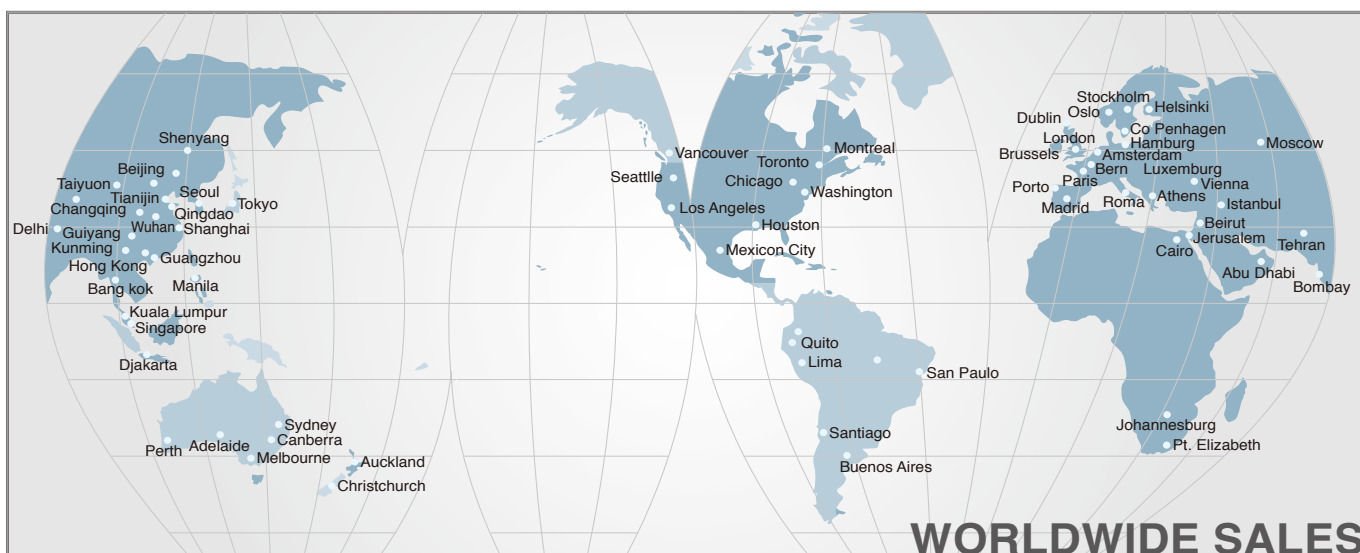 Shenyang
Beijing
Taiyuon
Tianjin
Seoul
Changqing
Qingdao
Tokyo
Delhi
Guiyang
Wuhan
Shanghai
Kunming
Hong Kong
Guangzhou
Bang kok
Manila
Kuala Lumpur
Singapore
Djakarta
Sydney
Perth
Adelaide
Canberra
Melbourne
Auckland
Christchurch
Vancouver
Montreal
Toronto
Seattlle
Chicago
Washington
Los Angeles
Houston
Mexicon City
Quito
Lima
San Paulo
Santiago
Buenos Aires
Stockholm
Oslo
Helsinki
Dublin
Co Penhagen
London
Hamburg
Moscow
Brussels
Amsterdam
Bern
Luxemburg
Paris
Vienna
Porto
Madrid
Roma
Athens
Istanbul
Beirut
Jerusalem
Cairo
Tehran
Abu Dhabi
Bombay
Johannesburg
Pt. Elizabeth
WORLDWIDE SALES